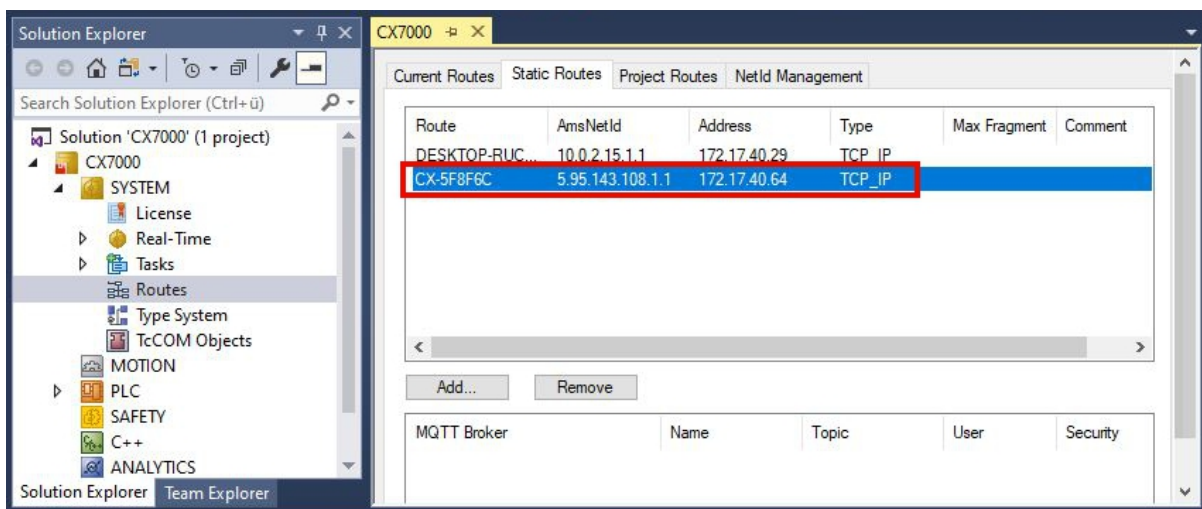 Solution Explorer
Search Solution Explorer (Ctrl+ü)
Solution 'CX7000' (1 project)
CX7000
SYSTEM
License
Real-Time
Tasks
Routes
Type System
TcCOM Objects
MOTION
PLC
SAFETY
C++
ANALYTICS
Solution Explorer Team Explorer
CX7000
Current Routes Static Routes Project Routes NetId Management
Route AmsNetId Address Type Max Fragment Comment
DESKTOP-RUC... 10.0.2.15.1.1 172.17.40.29 TCP_IP
CX-5F8F6C 5.95.143.108.1.1 172.17.40.64 TCP_IP
Add... Remove
MQTT Broker Name Topic User Security